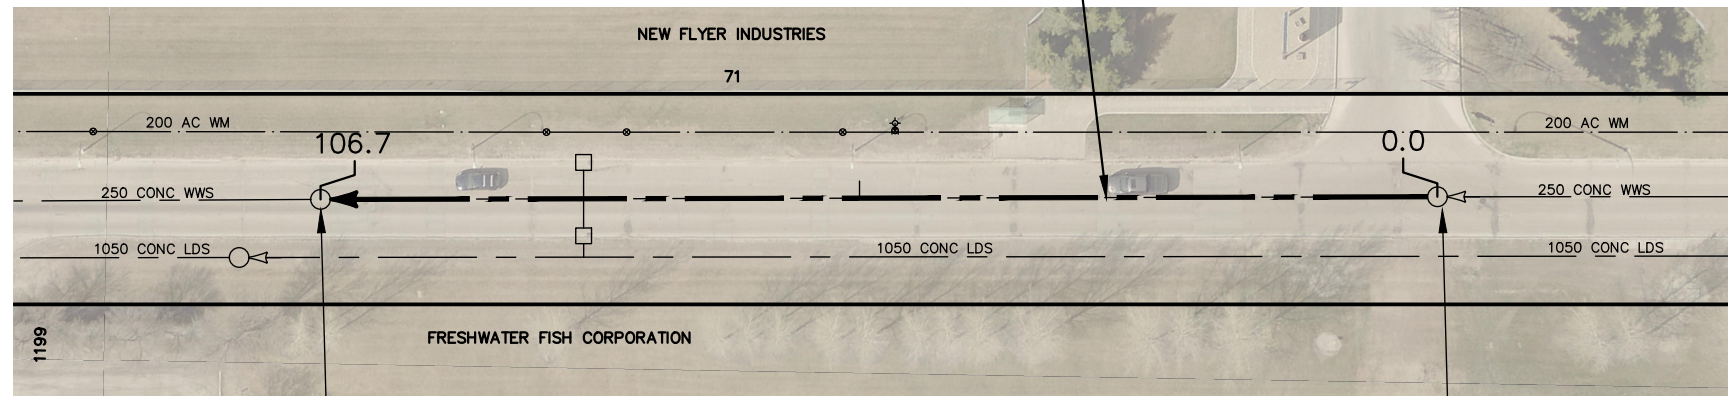 NEW FLYER INDUSTRIES
71
200 AC WM
200 AC WM
106.7
0.0
250 CONC WWS
250 CONC WWS
1050 CONC LDS
1050 CONC LDS
1050 CONC LDS
FRESHWATER FISH CORPORATION
1199